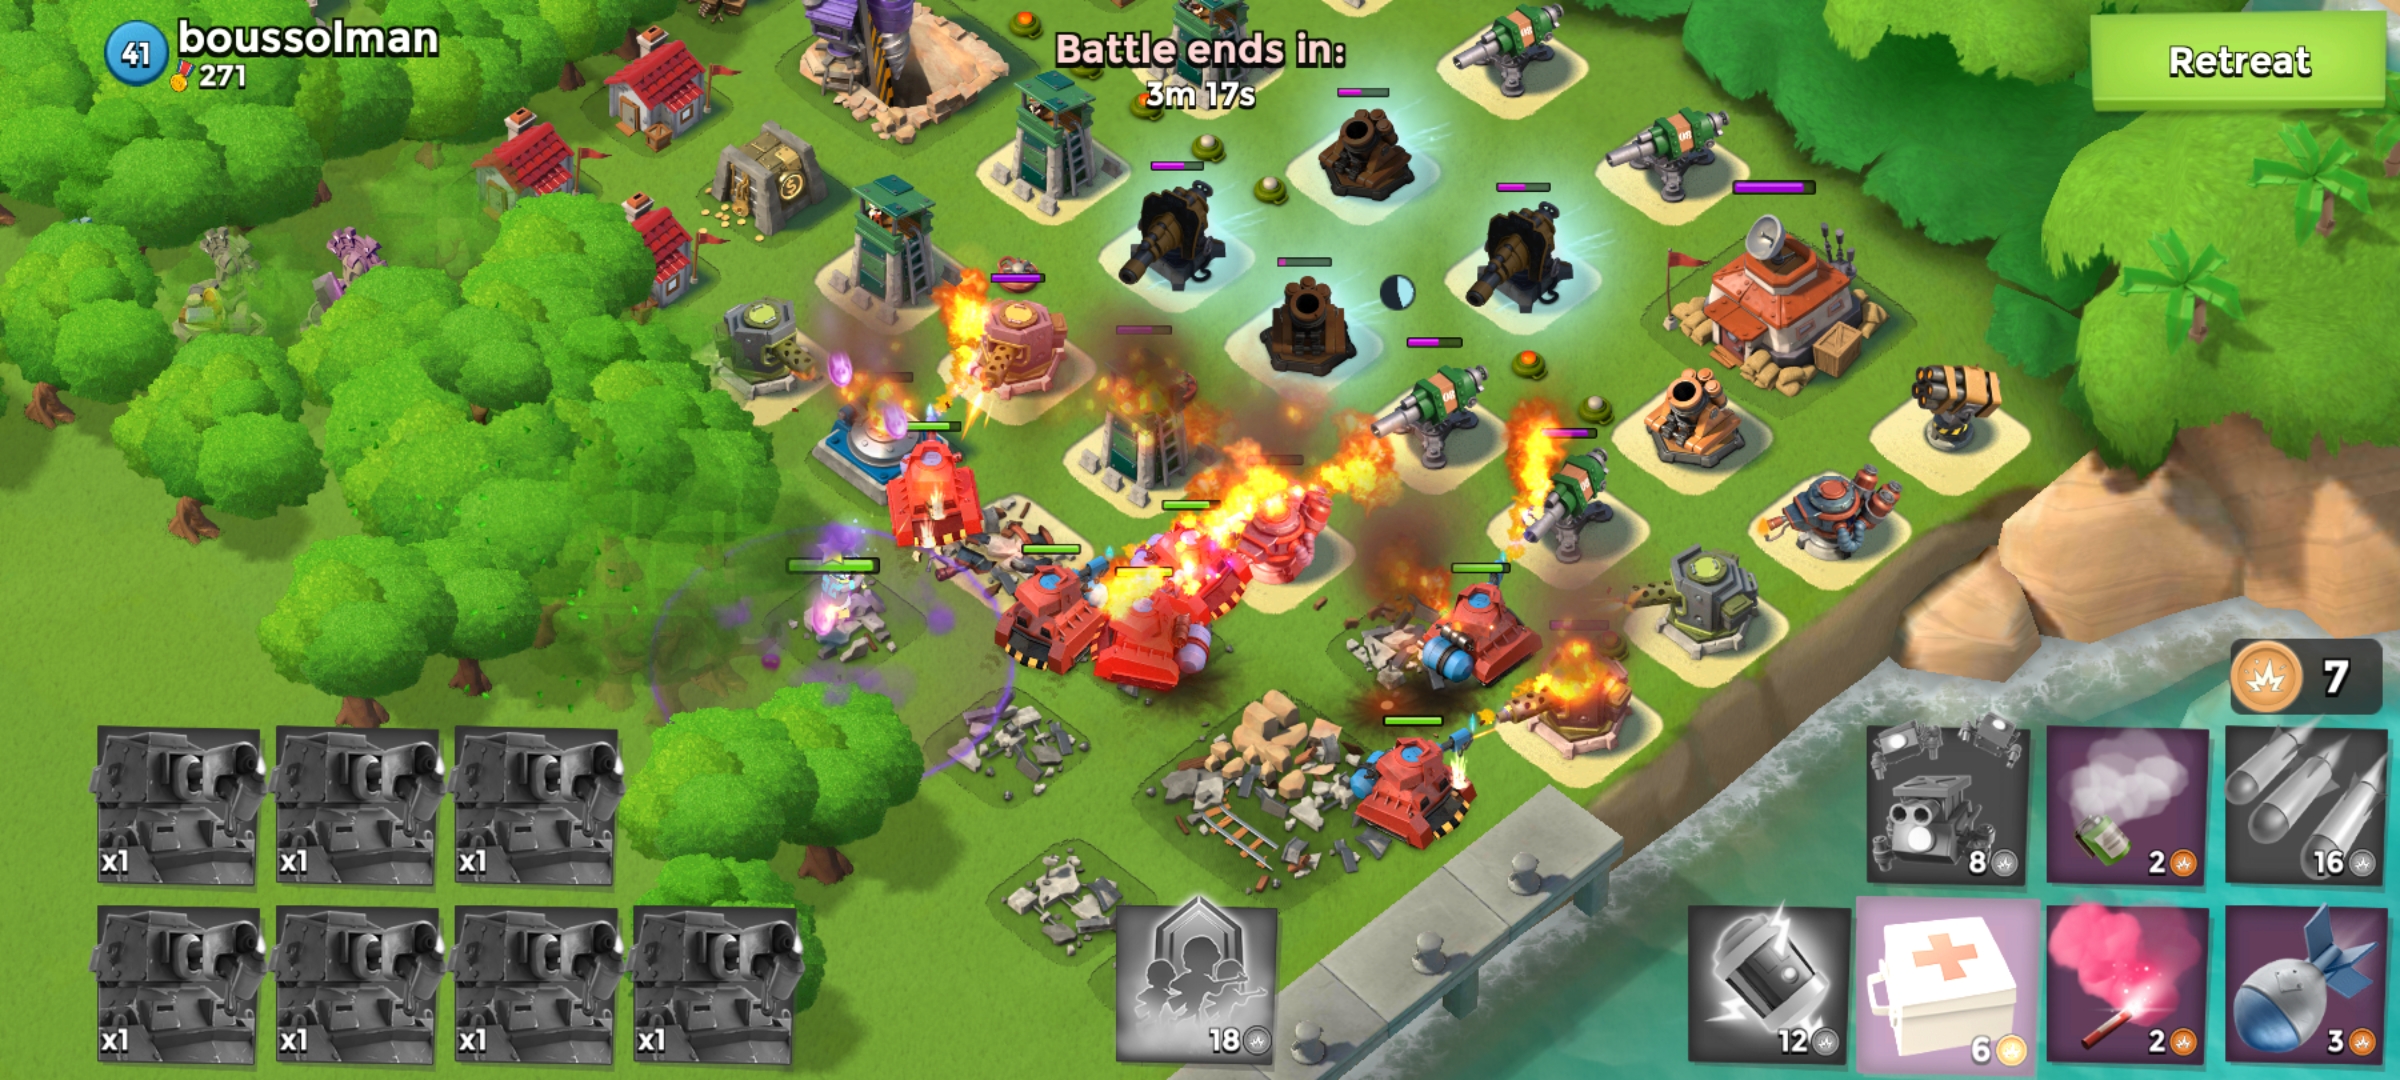 41
boussolman
271
Battle ends in:
3m 17s
Retreat
7
8
2
16
x1
x1
x1
x1
x1
x1
x1
18
12
6
2
3